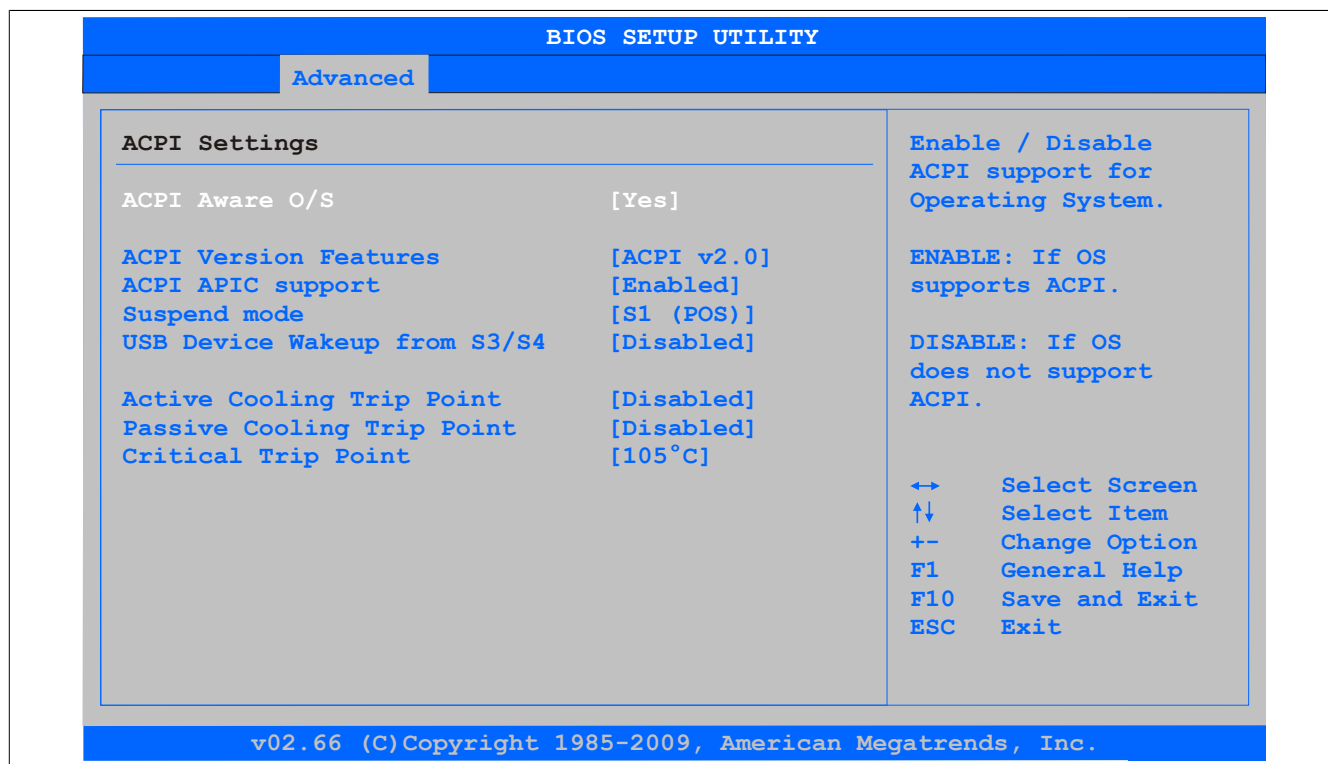 BIOS SETUP UTILITY
Advanced
ACPI Settings
ACPI Aware O/S [Yes]
ACPI Version Features [ACPI v2.0]
ACPI APIC support [Enabled]
Suspend mode [S1 (POS)]
USB Device Wakeup from S3/S4 [Disabled]
Active Cooling Trip Point [Disabled]
Passive Cooling Trip Point [Disabled]
Critical Trip Point [105°C]
Enable / Disable
ACPI support for
Operating System.
ENABLE: If OS
supports ACPI.
DISABLE: If OS
does not support
ACPI.
↔ Select Screen
↑↓ Select Item
+- Change Option
F1 General Help
F10 Save and Exit
ESC Exit
v02.66 (C)Copyright 1985-2009, American Megatrends, Inc.